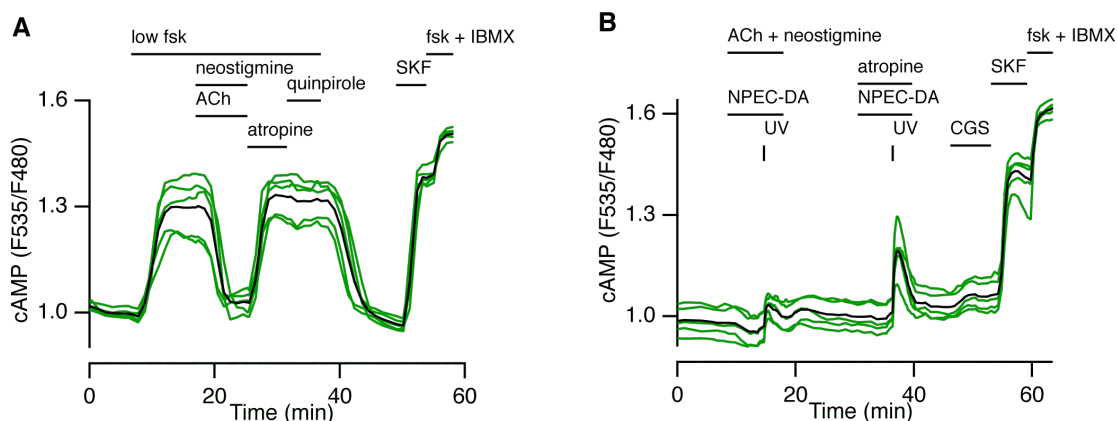 A
fsk + IBMX
low fsk
neostigmine
SKF
quinpirole
ACh
atropine
1.6
1.3
1.0
cAMP (F535/F480)
0
20
40
60
Time (min)
B
ACh + neostigmine
fsk + IBMX
atropine
SKF
NPEC-DA
NPEC-DA
UV
UV
CGS
1.6
1.3
1.0
cAMP (F535/F480)
0
20
40
60
Time (min)